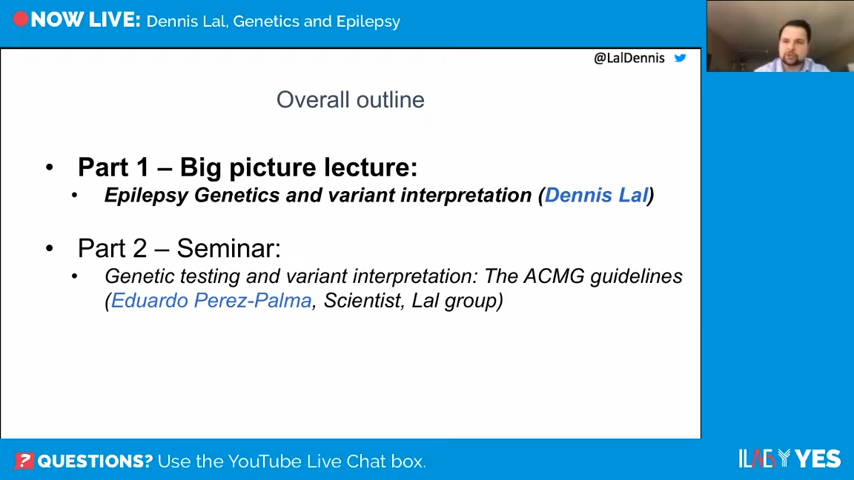 NOW LIVE: Dennis Lal, Genetics and Epilepsy
@LalDennis
Overall outline
• Part 1 – Big picture lecture:
• Epilepsy Genetics and variant interpretation (Dennis Lal)
• Part 2 – Seminar:
• Genetic testing and variant interpretation: The ACMG guidelines
(Eduardo Perez-Palma, Scientist, Lal group)
? QUESTIONS? Use the YouTube Live Chat box.
ILAE YES